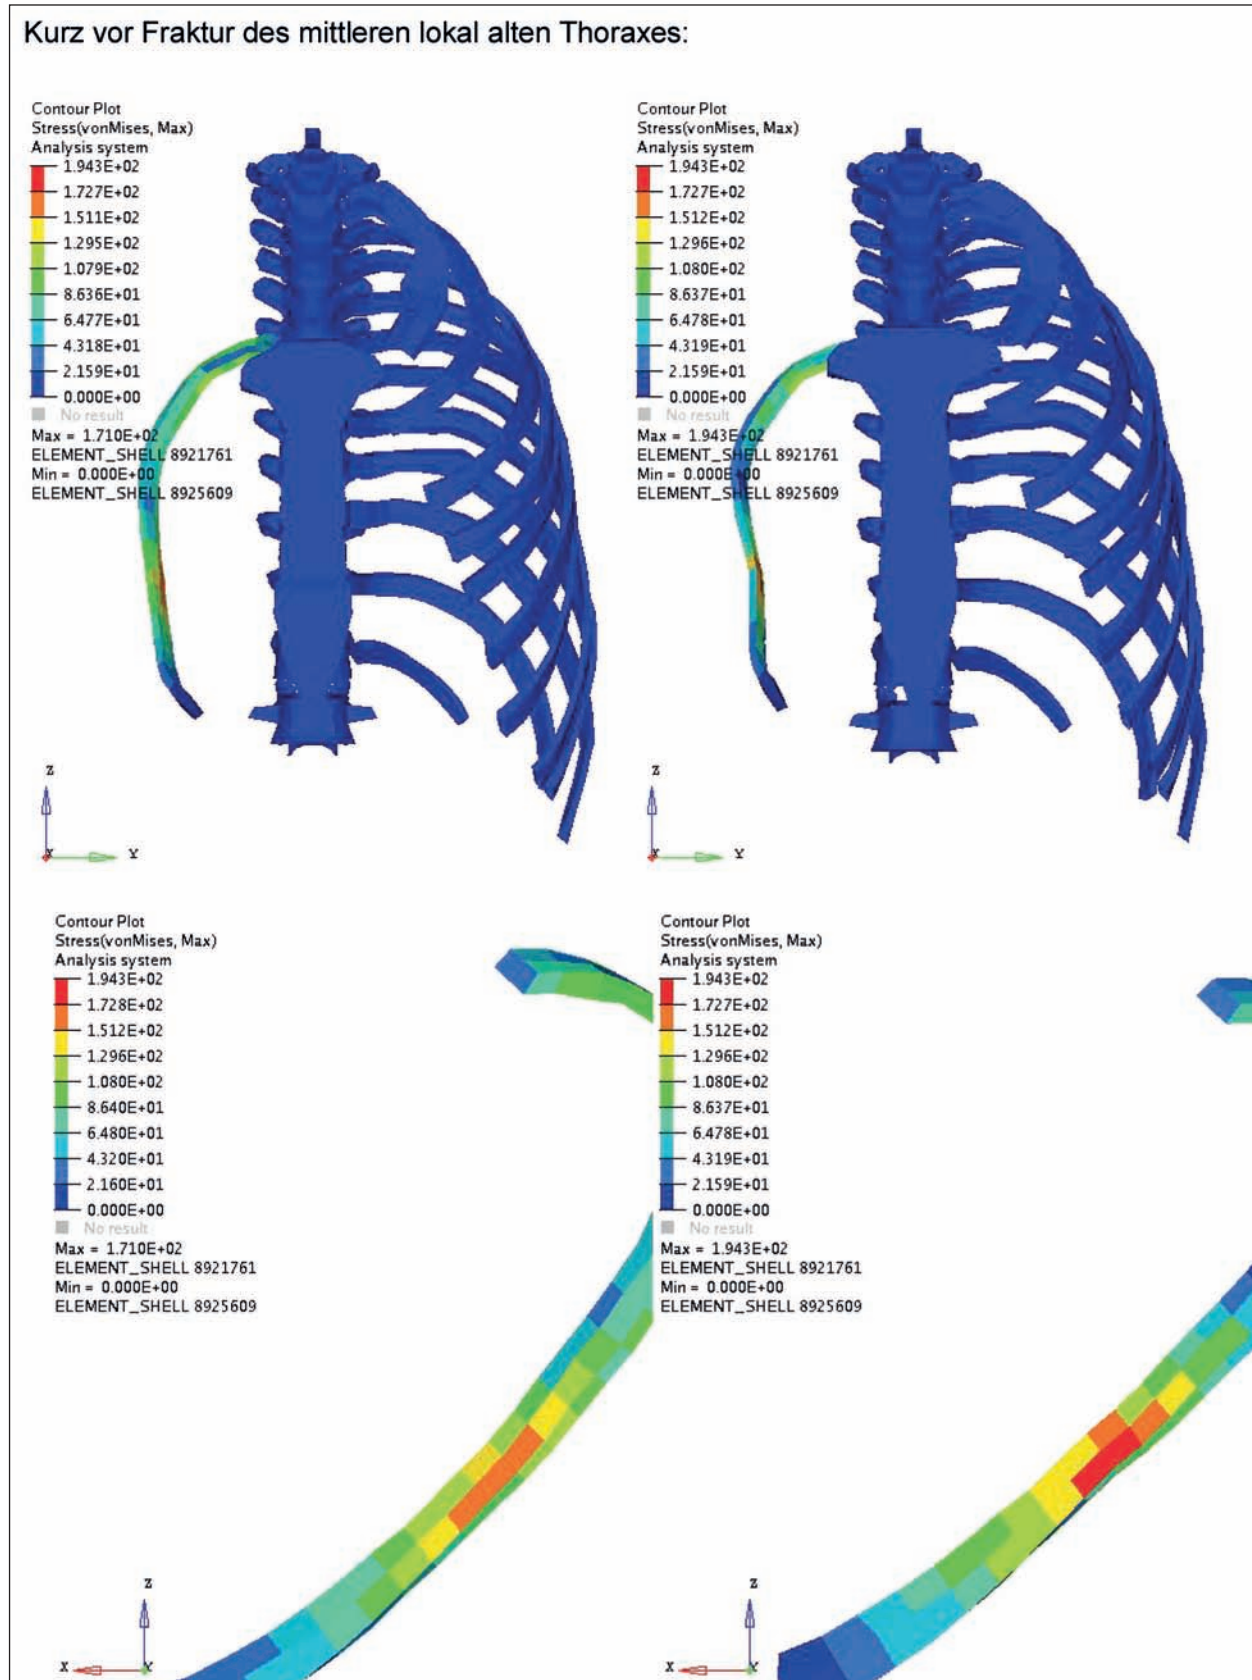 Kurz vor Fraktur des mittleren lokal alten Thoraxes:
Contour Plot
Stress(vonMises, Max)
Analysis system
1.943E+02
1.727E+02
1.511E+02
1.295E+02
1.079E+02
8.636E+01
6.477E+01
4.318E+01
2.159E+01
0.000E+00
No result
Max = 1.710E+02
ELEMENT_SHELL 8921761
Min = 0.000E+00
ELEMENT_SHELL 8925609
Z
X
Y
Contour Plot
Stress(vonMises, Max)
Analysis system
1.943E+02
1.727E+02
1.512E+02
1.296E+02
1.080E+02
8.637E+01
6.478E+01
4.319E+01
2.159E+01
0.000E+00
No result
Max = 1.943E+02
ELEMENT_SHELL 8921761
Min = 0.000E+00
ELEMENT_SHELL 8925609
Z
X
Y
Contour Plot
Stress(vonMises, Max)
Analysis system
1.943E+02
1.728E+02
1.512E+02
1.296E+02
1.080E+02
8.640E+01
6.480E+01
4.320E+01
2.160E+01
0.000E+00
No result
Max = 1.710E+02
ELEMENT_SHELL 8921761
Min = 0.000E+00
ELEMENT_SHELL 8925609
Z
X
Y
Contour Plot
Stress(vonMises, Max)
Analysis system
1.943E+02
1.727E+02
1.512E+02
1.296E+02
1.080E+02
8.637E+01
6.478E+01
4.319E+01
2.159E+01
0.000E+00
No result
Max = 1.943E+02
ELEMENT_SHELL 8921761
Min = 0.000E+00
ELEMENT_SHELL 8925609
Z
X
Y